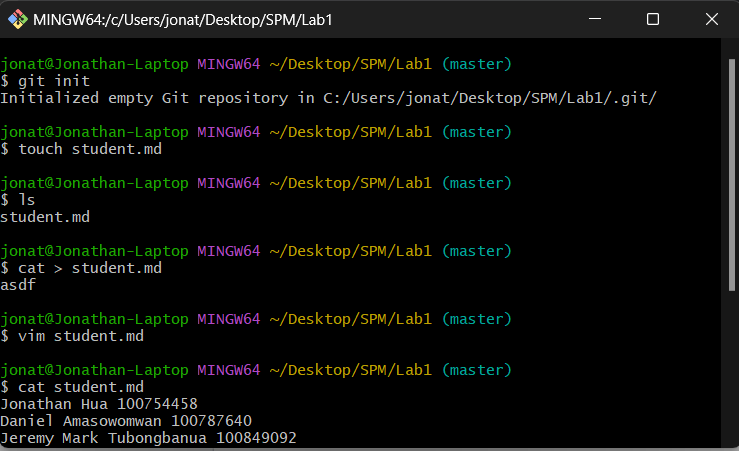 MINGW64:/c/Users/jonat/Desktop/SPM/Lab1
jonat@Jonathan-Laptop MINGW64 ~/Desktop/SPM/Lab1 (master)
$ git init
Initialized empty Git repository in C:/Users/jonat/Desktop/SPM/Lab1/.git/
jonat@Jonathan-Laptop MINGW64 ~/Desktop/SPM/Lab1 (master)
$ touch student.md
jonat@Jonathan-Laptop MINGW64 ~/Desktop/SPM/Lab1 (master)
$ ls
student.md
jonat@Jonathan-Laptop MINGW64 ~/Desktop/SPM/Lab1 (master)
$ cat > student.md
asdf
jonat@Jonathan-Laptop MINGW64 ~/Desktop/SPM/Lab1 (master)
$ vim student.md
jonat@Jonathan-Laptop MINGW64 ~/Desktop/SPM/Lab1 (master)
$ cat student.md
Jonathan Hua 100754458
Daniel Amasowomwan 100787640
Jeremy Mark Tubongbanua 100849092